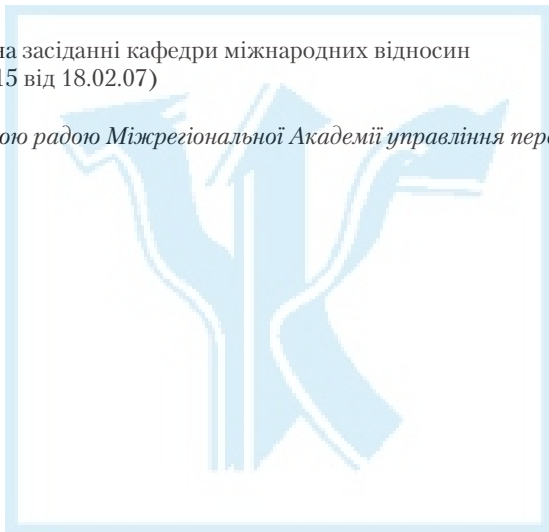 на засіданні кафедри міжнародних відносин
15 від 18.02.07)
ою радою Міжрегіональної Академії управління пер